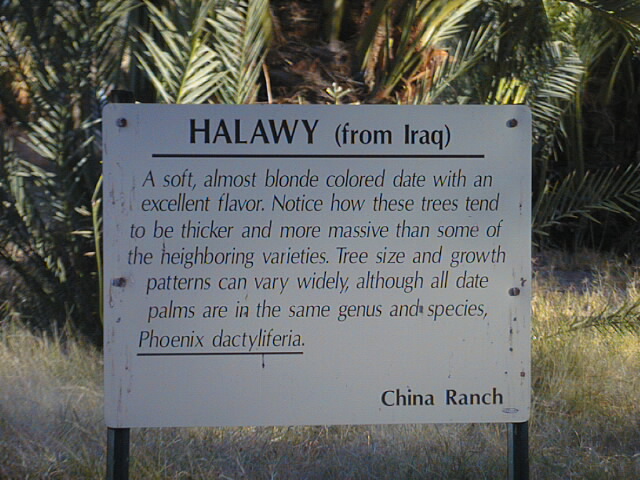 HALAWY (from Iraq)
A soft, almost blonde colored date with an
excellent flavor. Notice how these trees tend
to be thicker and more massive than some of
the neighboring varieties. Tree size and growth
patterns can vary widely, although all date
palms are in the same genus and species,
Phoenix dactyliferia.
China Ranch